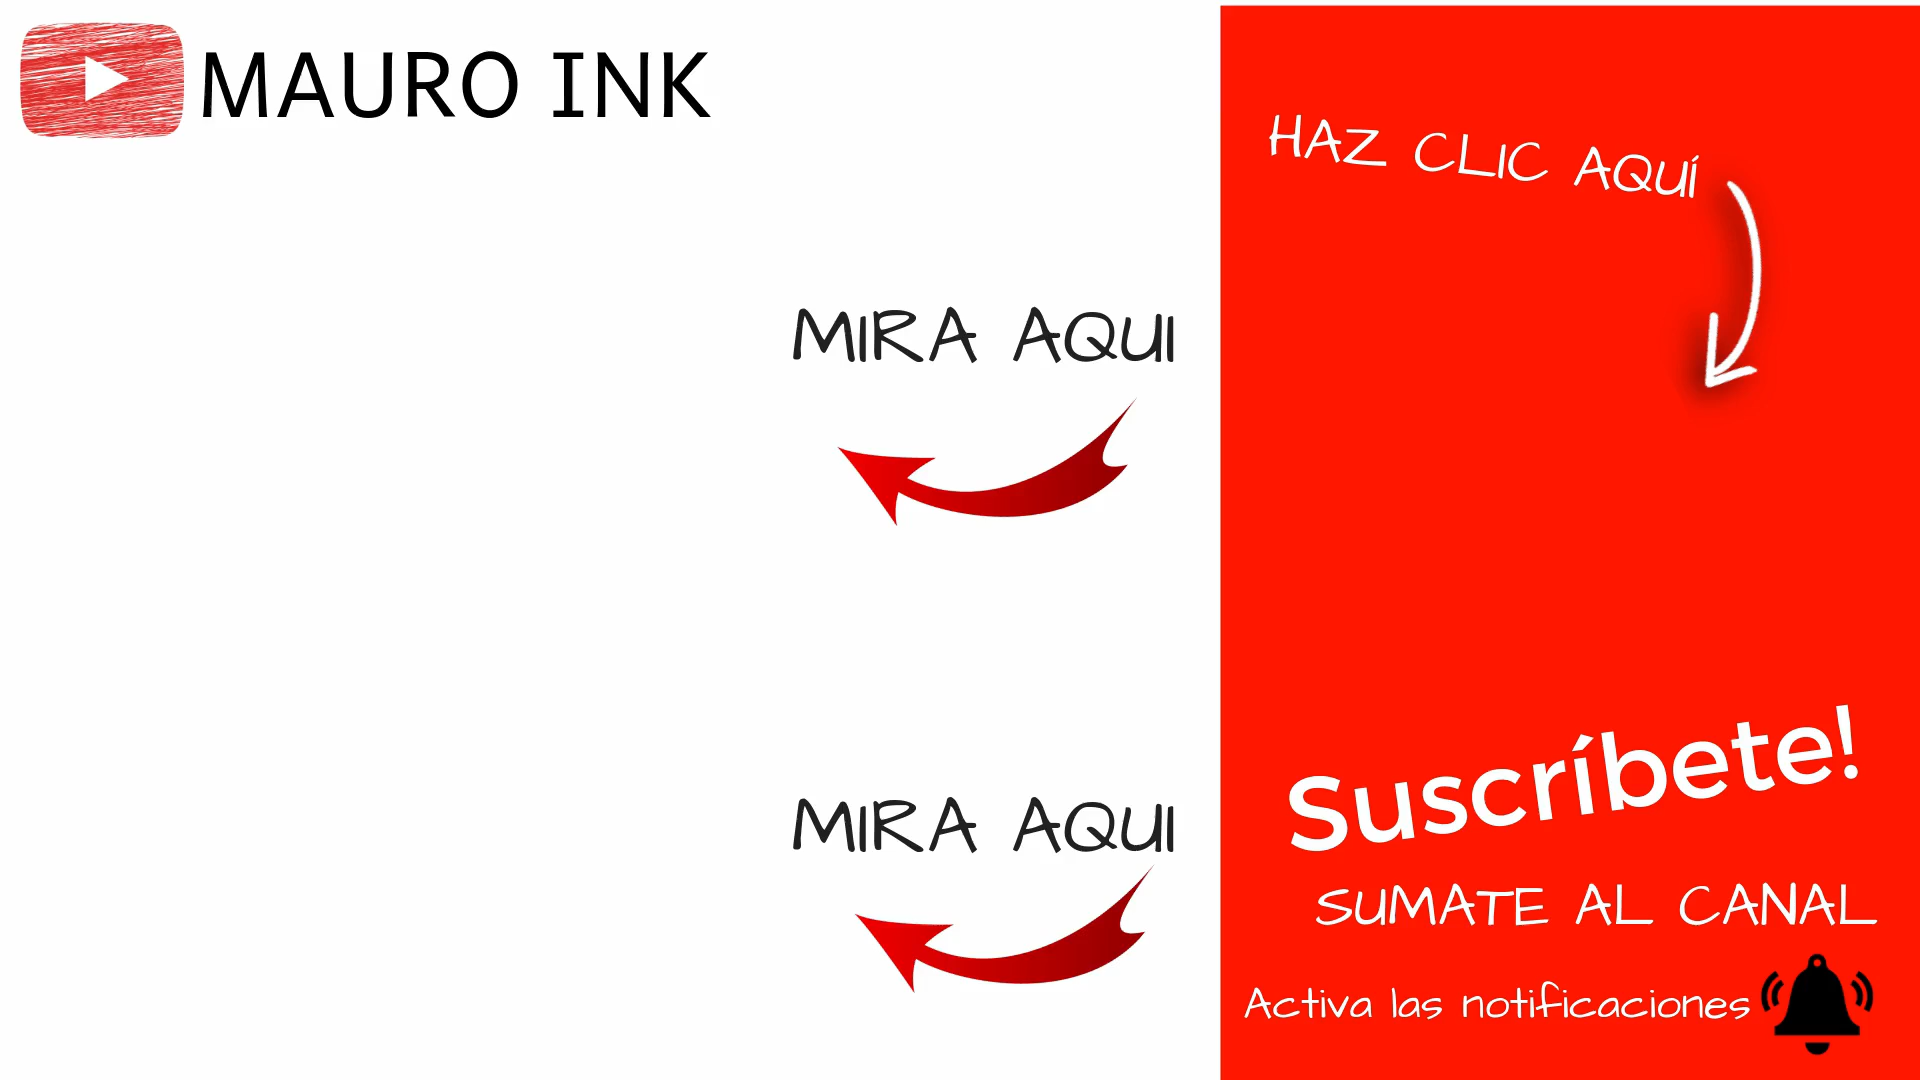 MAURO INK
HAZ CLIC AQUÍ
MIRA AQUI
MIRA AQUI
Suscríbete!
SUMATE AL CANAL
Activa las notificaciones